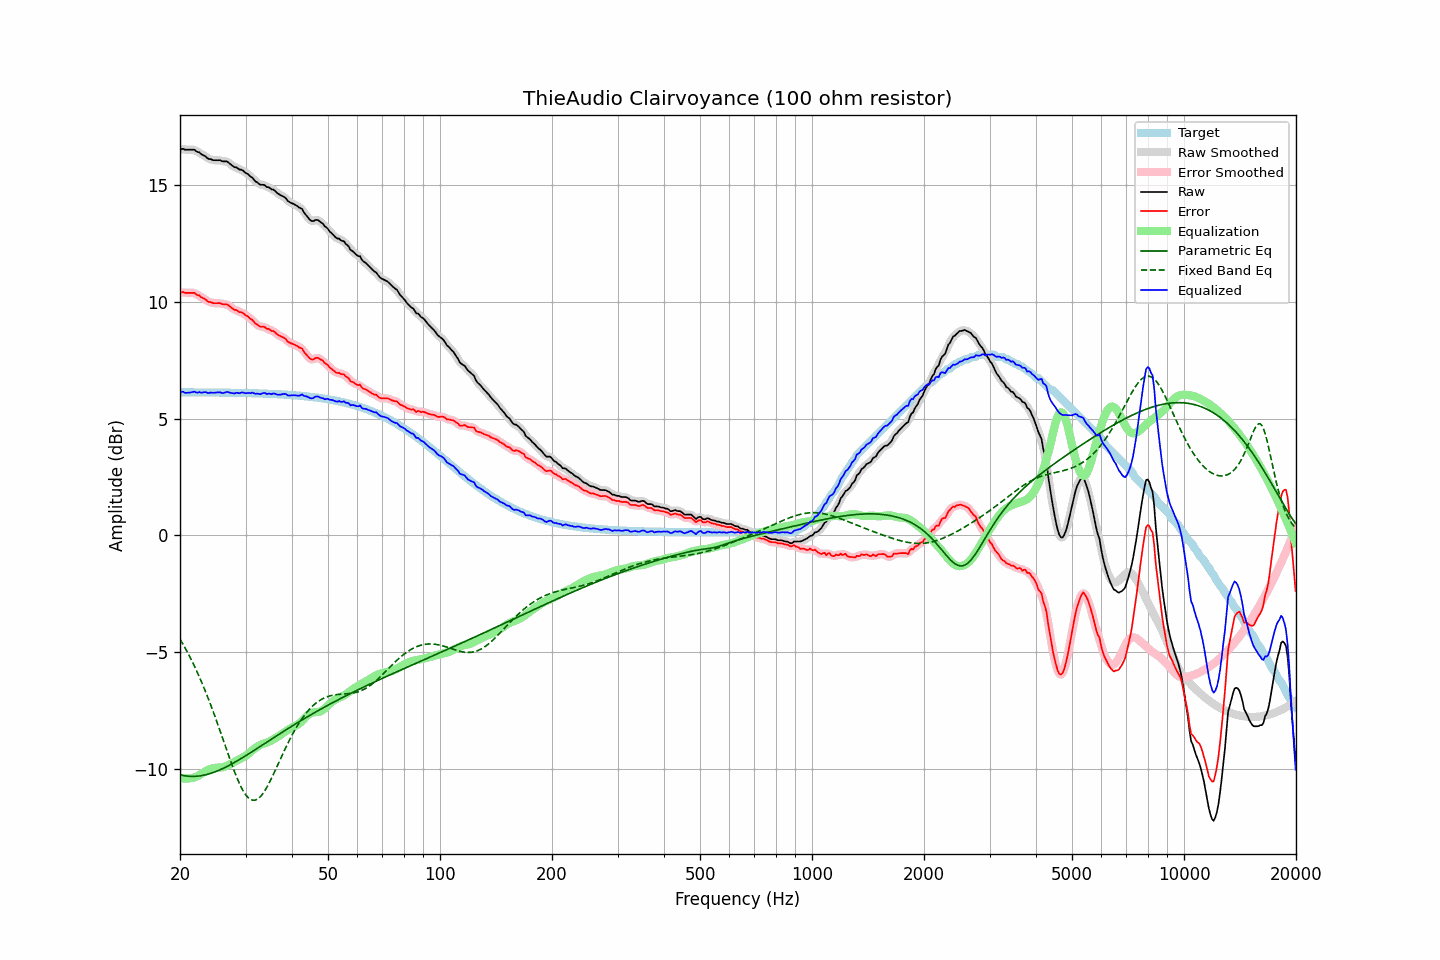 ThieAudio Clairvoyance (100 ohm resistor)
Target
Raw Smoothed
Error Smoothed
Raw
Error
Equalization
Parametric Eq
Fixed Band Eq
Equalized
Amplitude (dBr)
15
10
5
0
−5
−10
20
50
100
200
500
1000
2000
5000
10000
20000
Frequency (Hz)